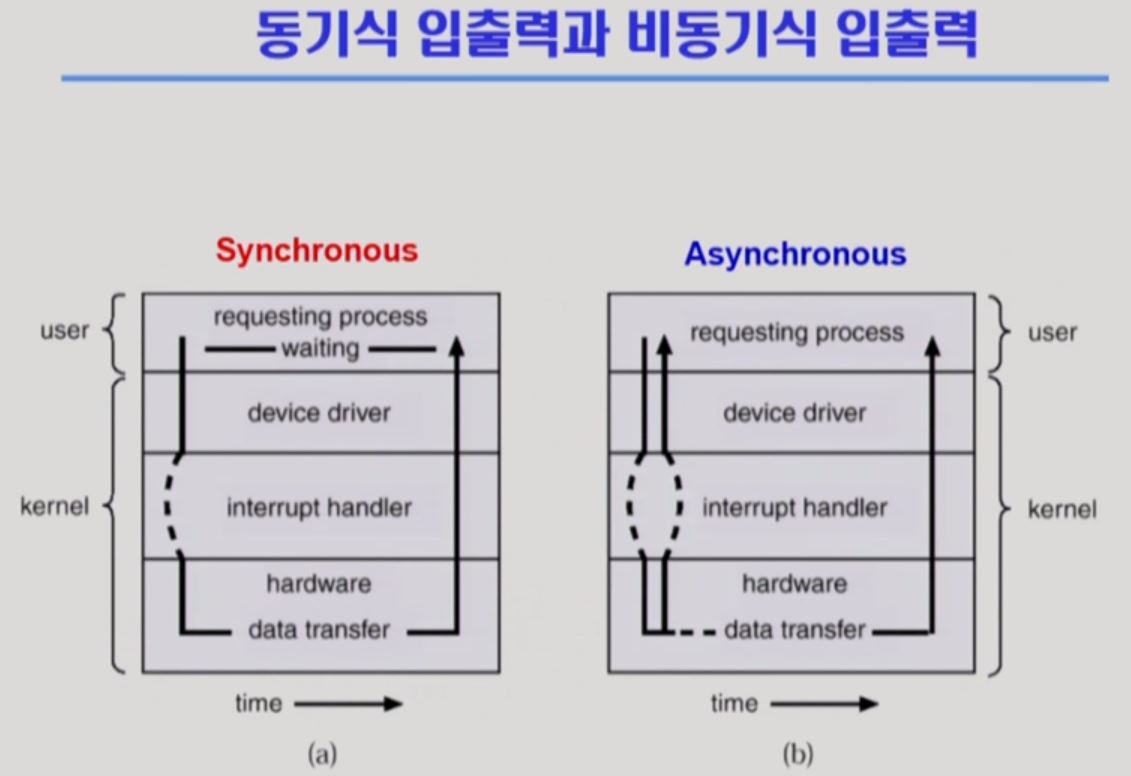 동기식 입출력과 비동기식 입출력
Synchronous
user
requesting process
waiting
device driver
kernel
interrupt handler
hardware
data transfer
time
(a)
Asynchronous
requesting process
user
device driver
interrupt handler
kernel
hardware
data transfer
time
(b)